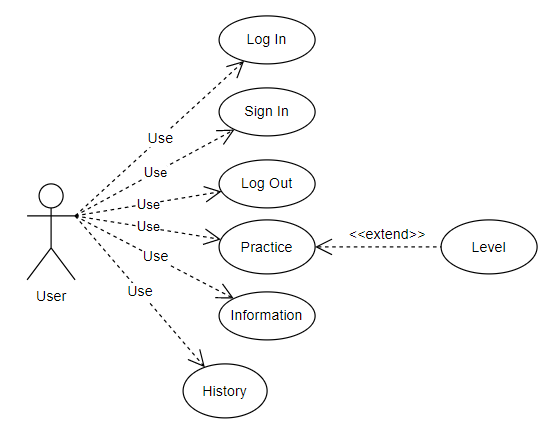 Log In
Use
Sign In
Use
Log Out
Use
Use
Practice
<<extend>>
Level
Use
User
Use
Information
History